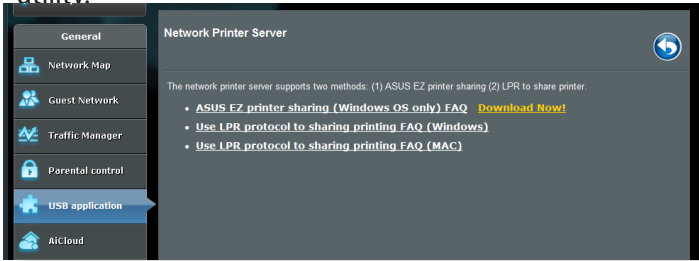 utility.
General
Network Map
Guest Network
Traffic Manager
Parental control
USB application
AiCloud
Network Printer Server
The network printer server supports two methods: (1) ASUS EZ printer sharing (2) LPR to share printer.
ASUS EZ printer sharing (Windows OS only) FAQ Download Now!
Use LPR protocol to sharing printing FAQ (Windows)
Use LPR protocol to sharing printing FAQ (MAC)